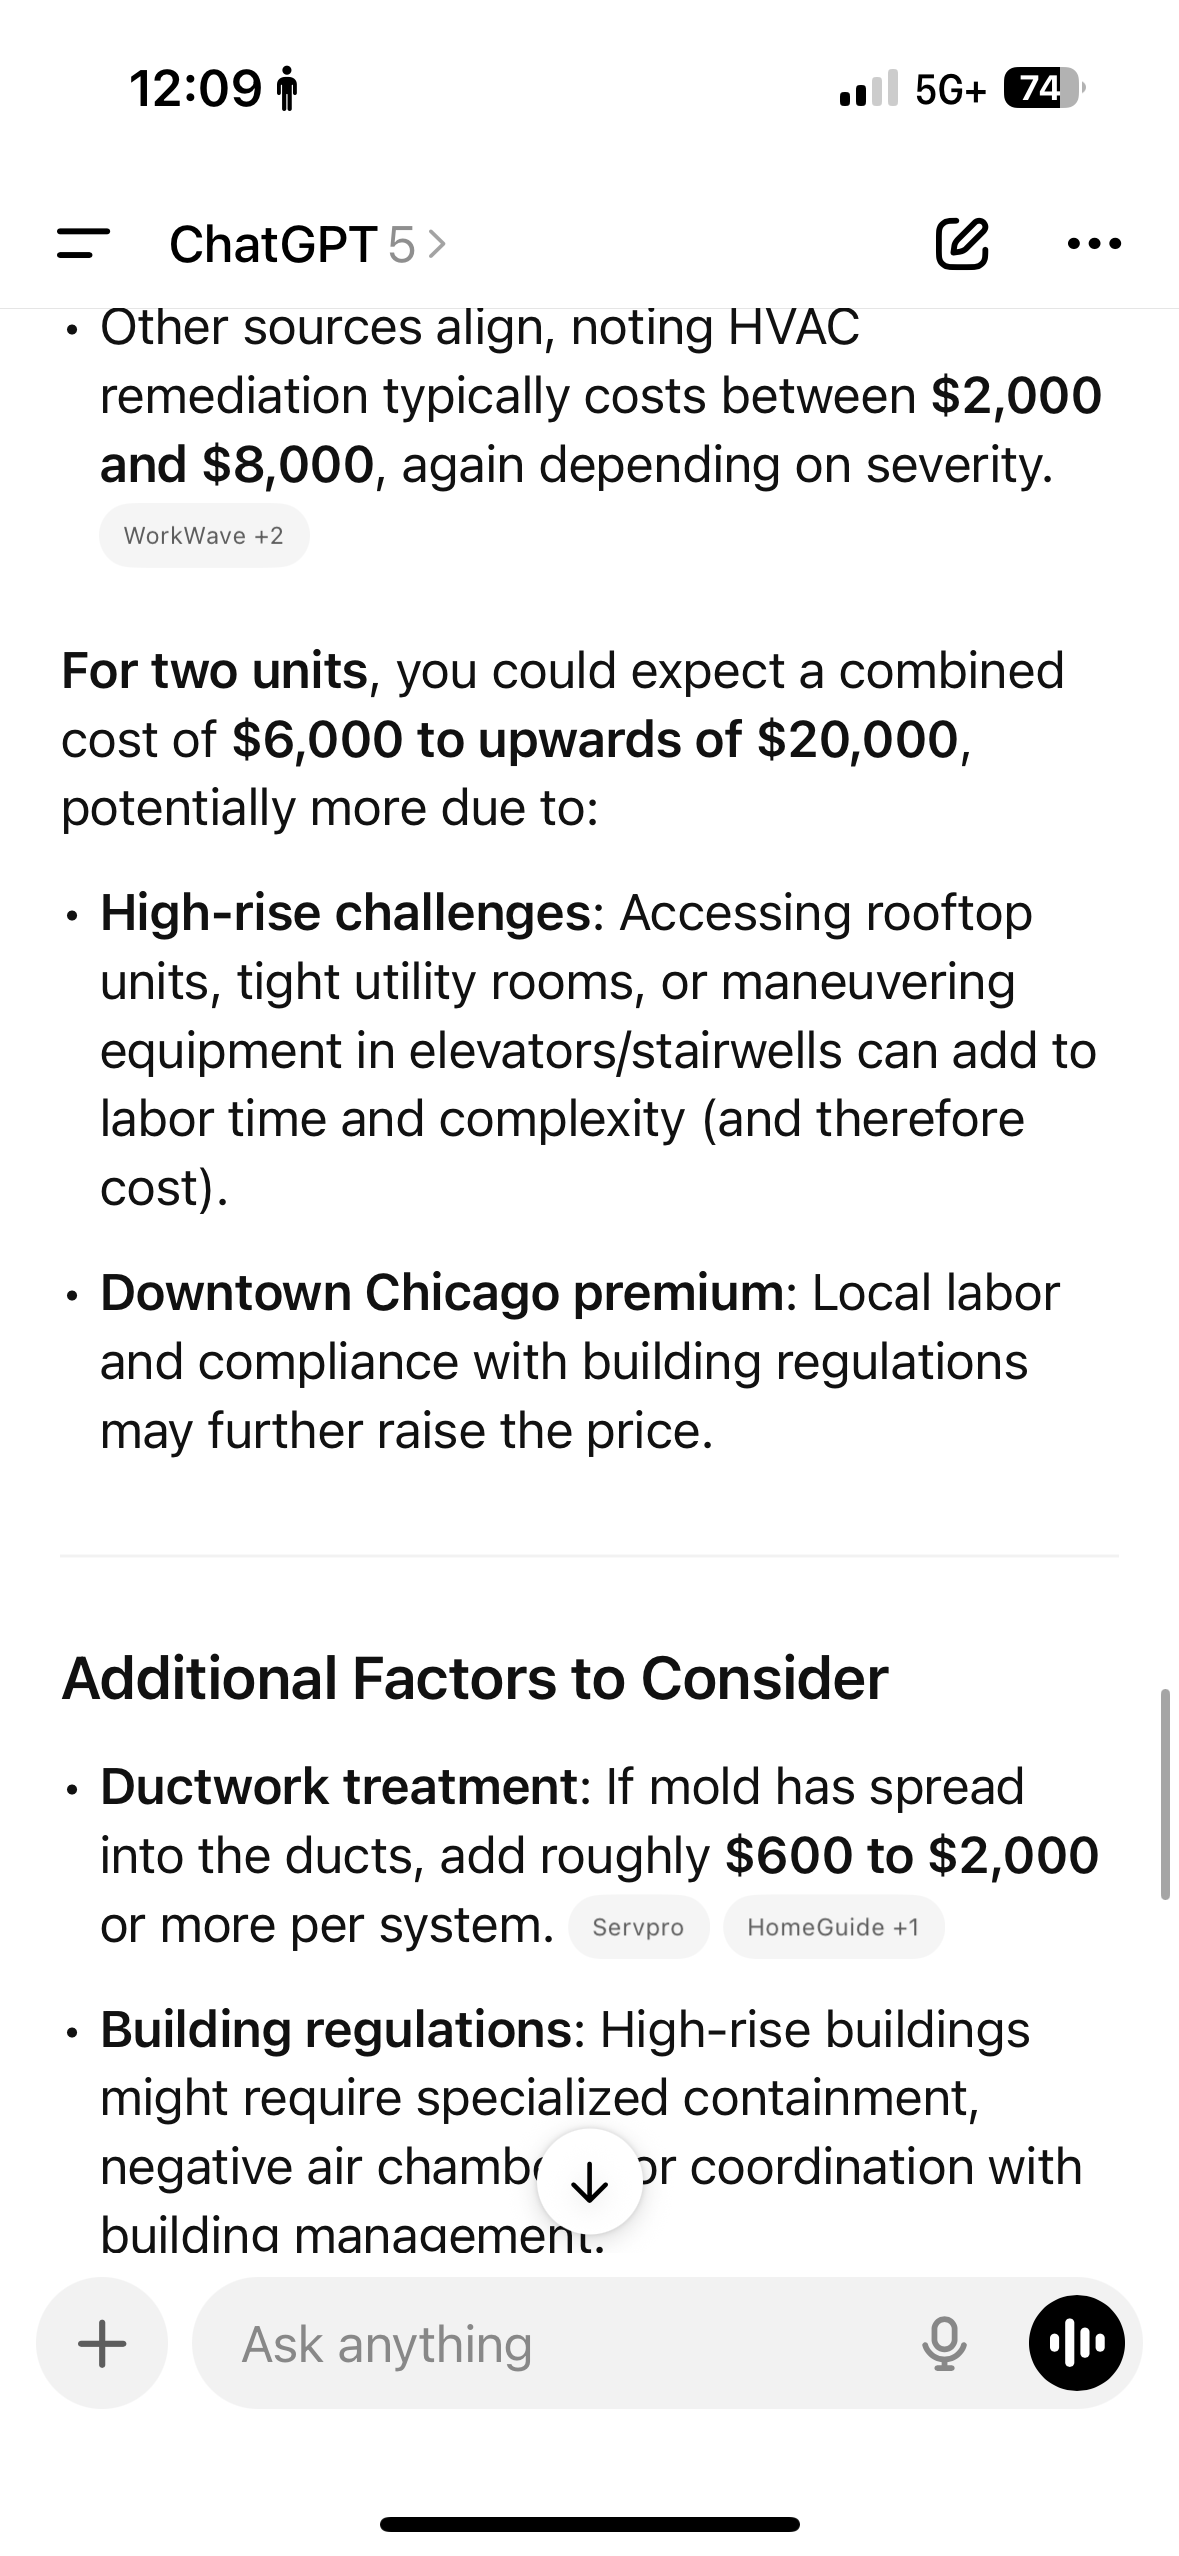 12:09
5G+ 74
ChatGPT 5
• Other sources align, noting HVAC
remediation typically costs between $2,000
and $8,000, again depending on severity.
WorkWave +2
For two units, you could expect a combined
cost of $6,000 to upwards of $20,000,
potentially more due to:
• High-rise challenges: Accessing rooftop
units, tight utility rooms, or maneuvering
equipment in elevators/stairwells can add to
labor time and complexity (and therefore
cost).
• Downtown Chicago premium: Local labor
and compliance with building regulations
may further raise the price.
Additional Factors to Consider
• Ductwork treatment: If mold has spread
into the ducts, add roughly $600 to $2,000
or more per system. Servpro HomeGuide +1
• Building regulations: High-rise buildings
might require specialized containment,
negative air or coordination with
building management.
Ask anything